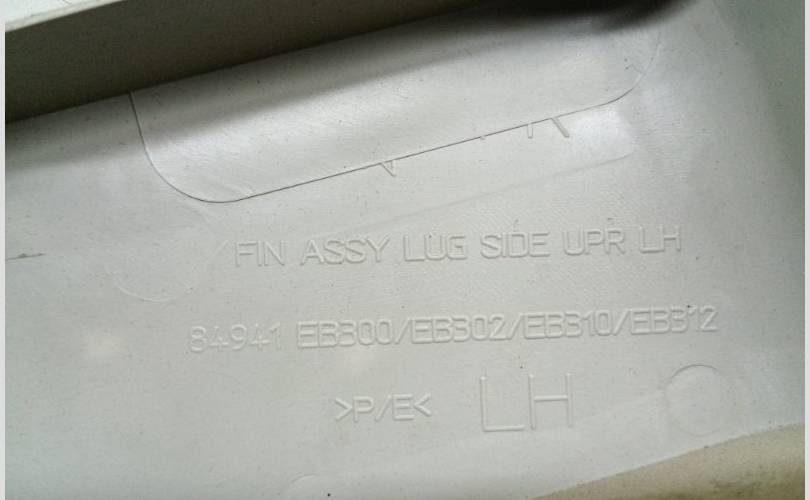 FIN ASSY LUG SIDE UPR LH
84941 EB300/EB302/EB310/EB312
>P/E< LH